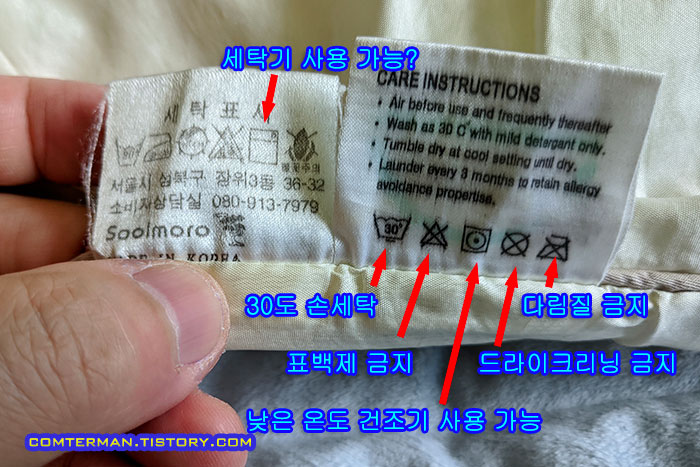 세탁기 사용 가능?
세탁표시
서울시 성북구 장위3동 36-32
소비자상담실 080-913-7979
Soolmoro
MADE IN KOREA
CARE INSTRUCTIONS
• Air before use and frequently thereafter
• Wash as 30 C with mild detergant only.
• Tumble dry at cool setting until dry.
• Launder every 3 months to retain allergy
avoidance propertise.
30°
30도 손세탁
다림질 금지
표백제 금지
드라이크리닝 금지
낮은 온도 건조기 사용 가능
COMTERMAN.TISTORY.COM